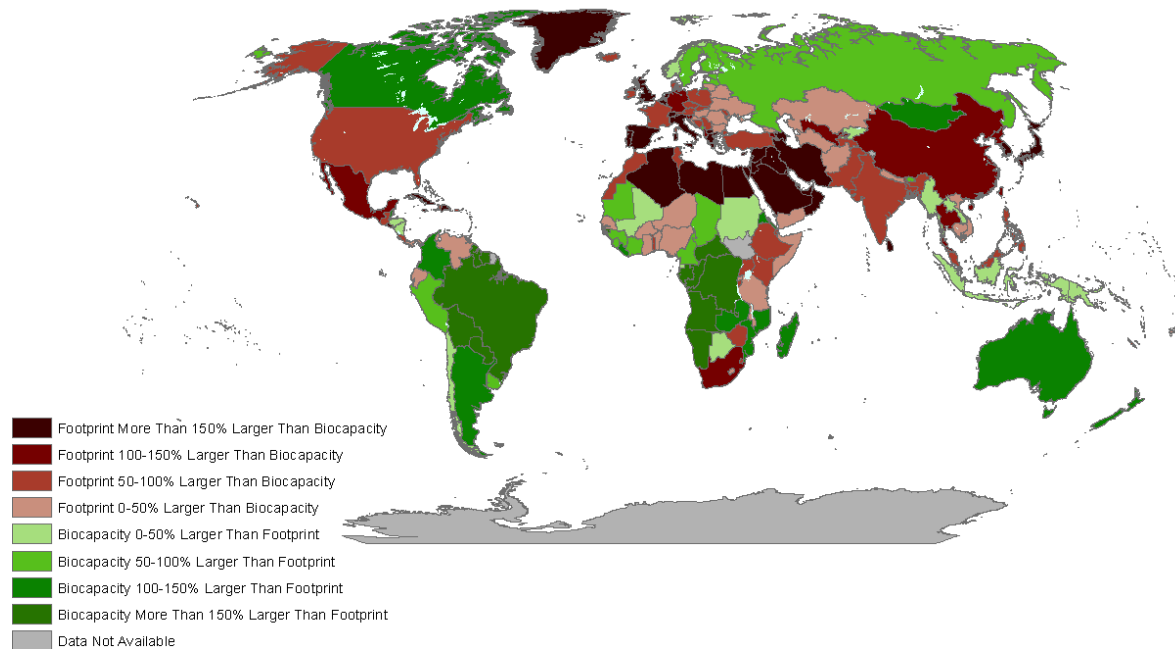 Footprint More Than 150% Larger Than Biocapacity
Footprint 100-150% Larger Than Biocapacity
Footprint 50-100% Larger Than Biocapacity
Footprint 0-50% Larger Than Biocapacity
Biocapacity 0-50% Larger Than Footprint
Biocapacity 50-100% Larger Than Footprint
Biocapacity 100-150% Larger Than Footprint
Biocapacity More Than 150% Larger Than Footprint
Data Not Available